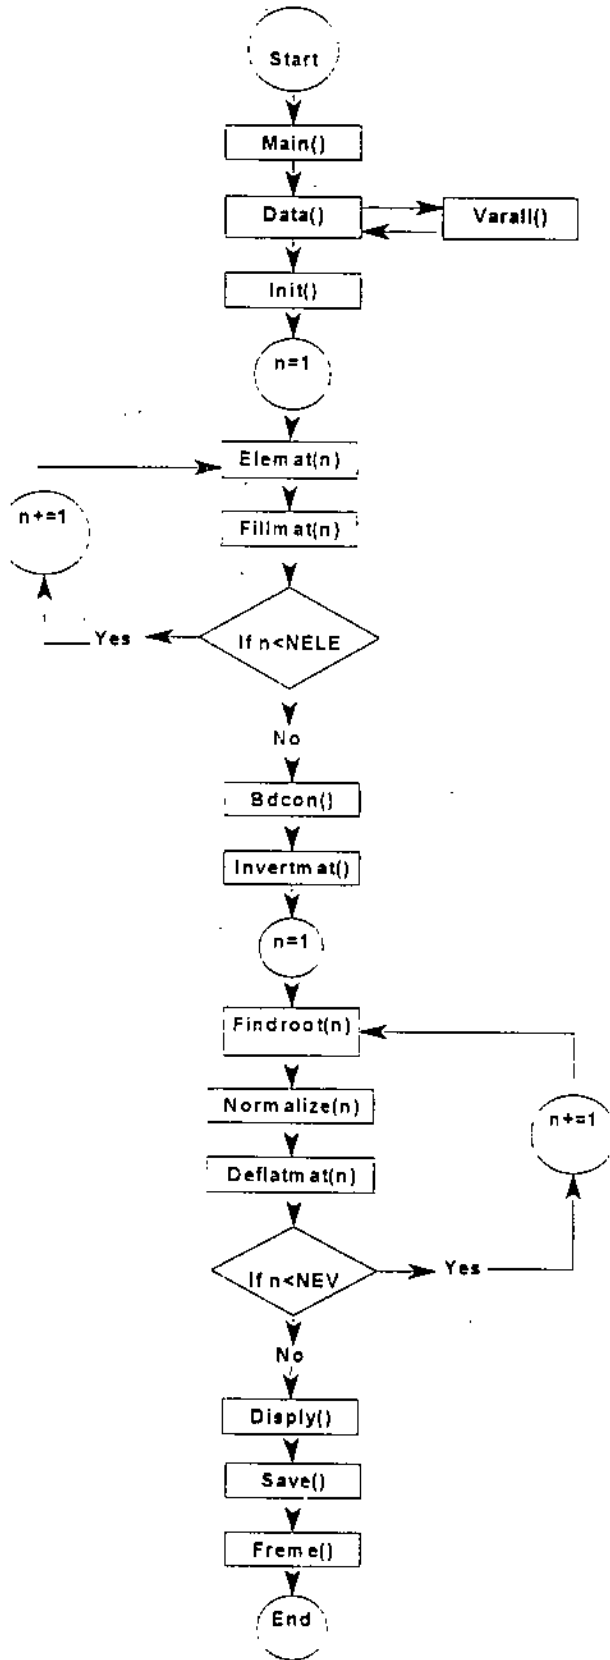 Start
Main()
Data()
Varall()
Init()
n=1
Elemat(n)
n+=1
Fillmat(n)
If n<NELE
Yes
No
Bdcon()
Invertmat()
n=1
Findroot(n)
Normalize(n)
n+=1
Deflatmat(n)
If n<NEV
Yes
No
Disply()
Save()
Freme()
End